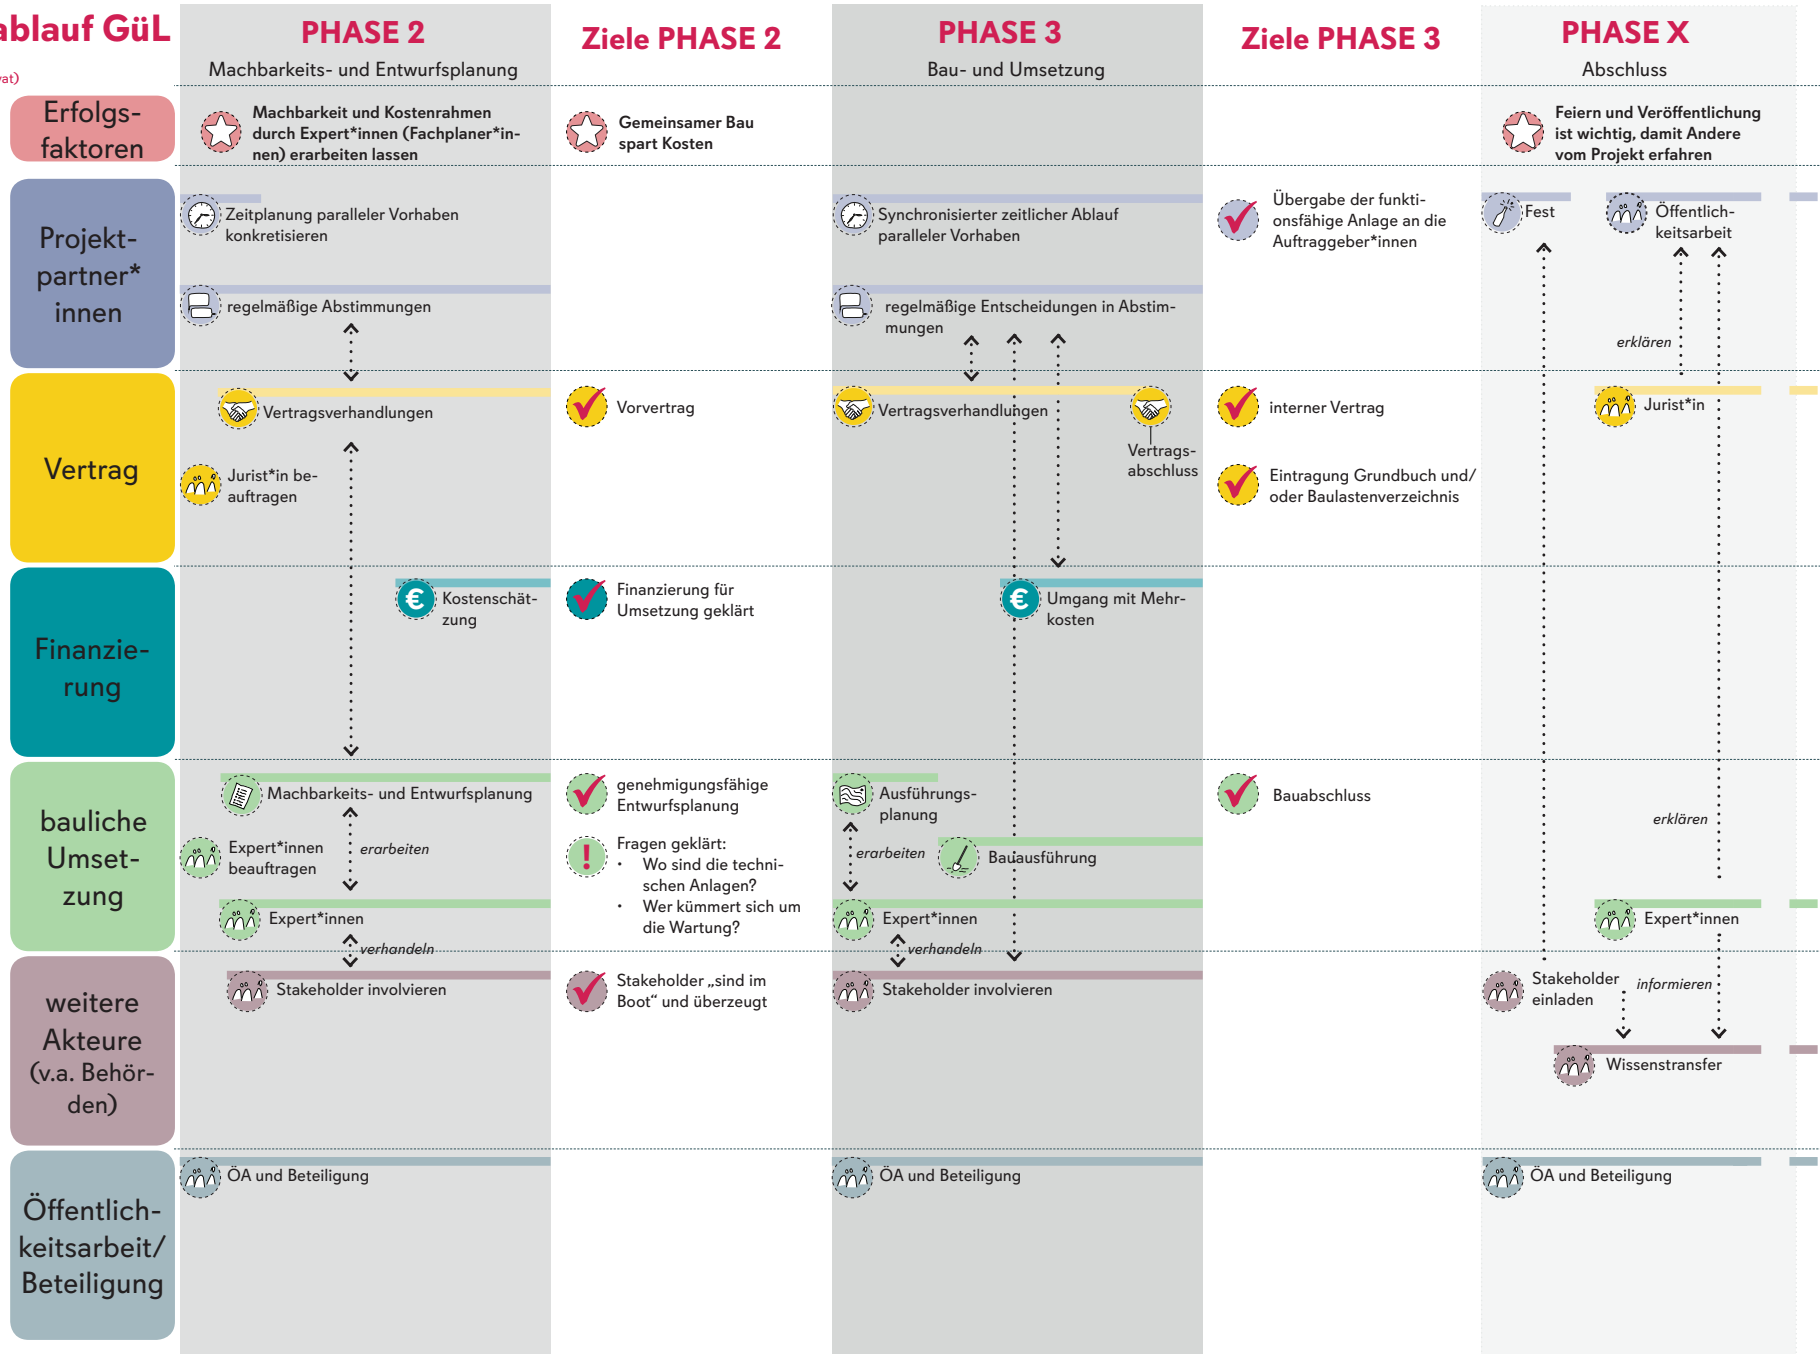 ablauf GüL
vat)
PHASE 2
Machbarkeits- und Entwurfsplanung
Ziele PHASE 2
PHASE 3
Bau- und Umsetzung
Ziele PHASE 3
PHASE X
Abschluss
Erfolgs-
faktoren
Machbarkeit und Kostenrahmen
durch Expert*innen (Fachplaner*in-
nen) erarbeiten lassen
Gemeinsamer Bau
spart Kosten
Feiern und Veröffentlichung
ist wichtig, damit Andere
vom Projekt erfahren
Projekt-
partner*
innen
Zeitplanung paralleler Vorhaben
konkretisieren
regelmäßige Abstimmungen
Synchronisierter zeitlicher Ablauf
paralleler Vorhaben
regelmäßige Entscheidungen in Abstim-
mungen
Übergabe der funkti-
onsfähige Anlage an die
Auftraggeber*innen
Fest
Öffentlich-
keitsarbeit
erklären
Vertrag
Vertragsverhandlungen
Jurist*in be-
auftragen
Vorvertrag
Vertragsverhandlungen
Vertrags-
abschluss
interner Vertrag
Eintragung Grundbuch und/
oder Baulastenverzeichnis
Jurist*in
Finanzie-
rung
€
Kostenschät-
zung
Finanzierung für
Umsetzung geklärt
€
Umgang mit Mehr-
kosten
bauliche
Umset-
zung
Machbarkeits- und Entwurfsplanung
Expert*innen
beauftragen
erarbeiten
Expert*innen
verhandeln
genehmigungsfähige
Entwurfsplanung
!
Fragen geklärt:
• Wo sind die techni-
schen Anlagen?
• Wer kümmert sich um
die Wartung?
Ausführungs-
planung
erarbeiten
Bauausführung
Expert*innen
verhandeln
Bauabschluss
erklären
Expert*innen
weitere
Akteure
(v.a. Behör-
den)
Stakeholder involvieren
Stakeholder „sind im
Boot“ und überzeugt
Stakeholder involvieren
Stakeholder
einladen
informieren
Wissenstransfer
Öffentlich-
keitsarbeit/
Beteiligung
ÖA und Beteiligung
ÖA und Beteiligung
ÖA und Beteiligung